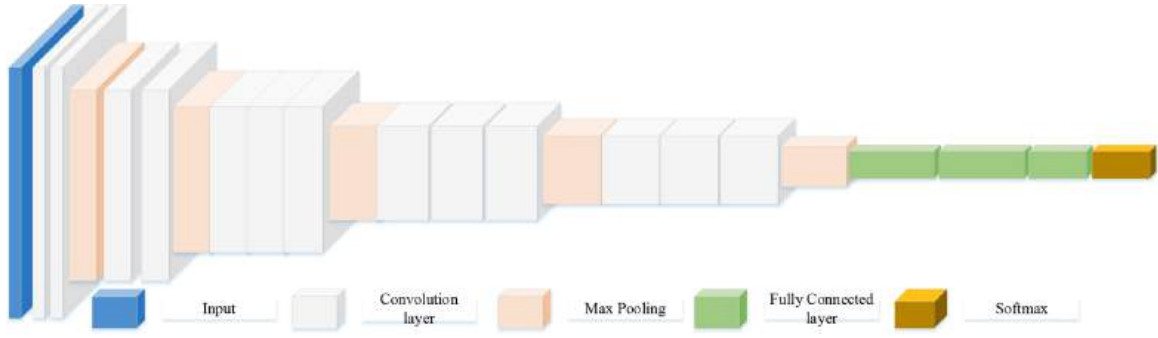 Input
Convolution
layer
Max Pooling
Fully Connected
layer
Softmax